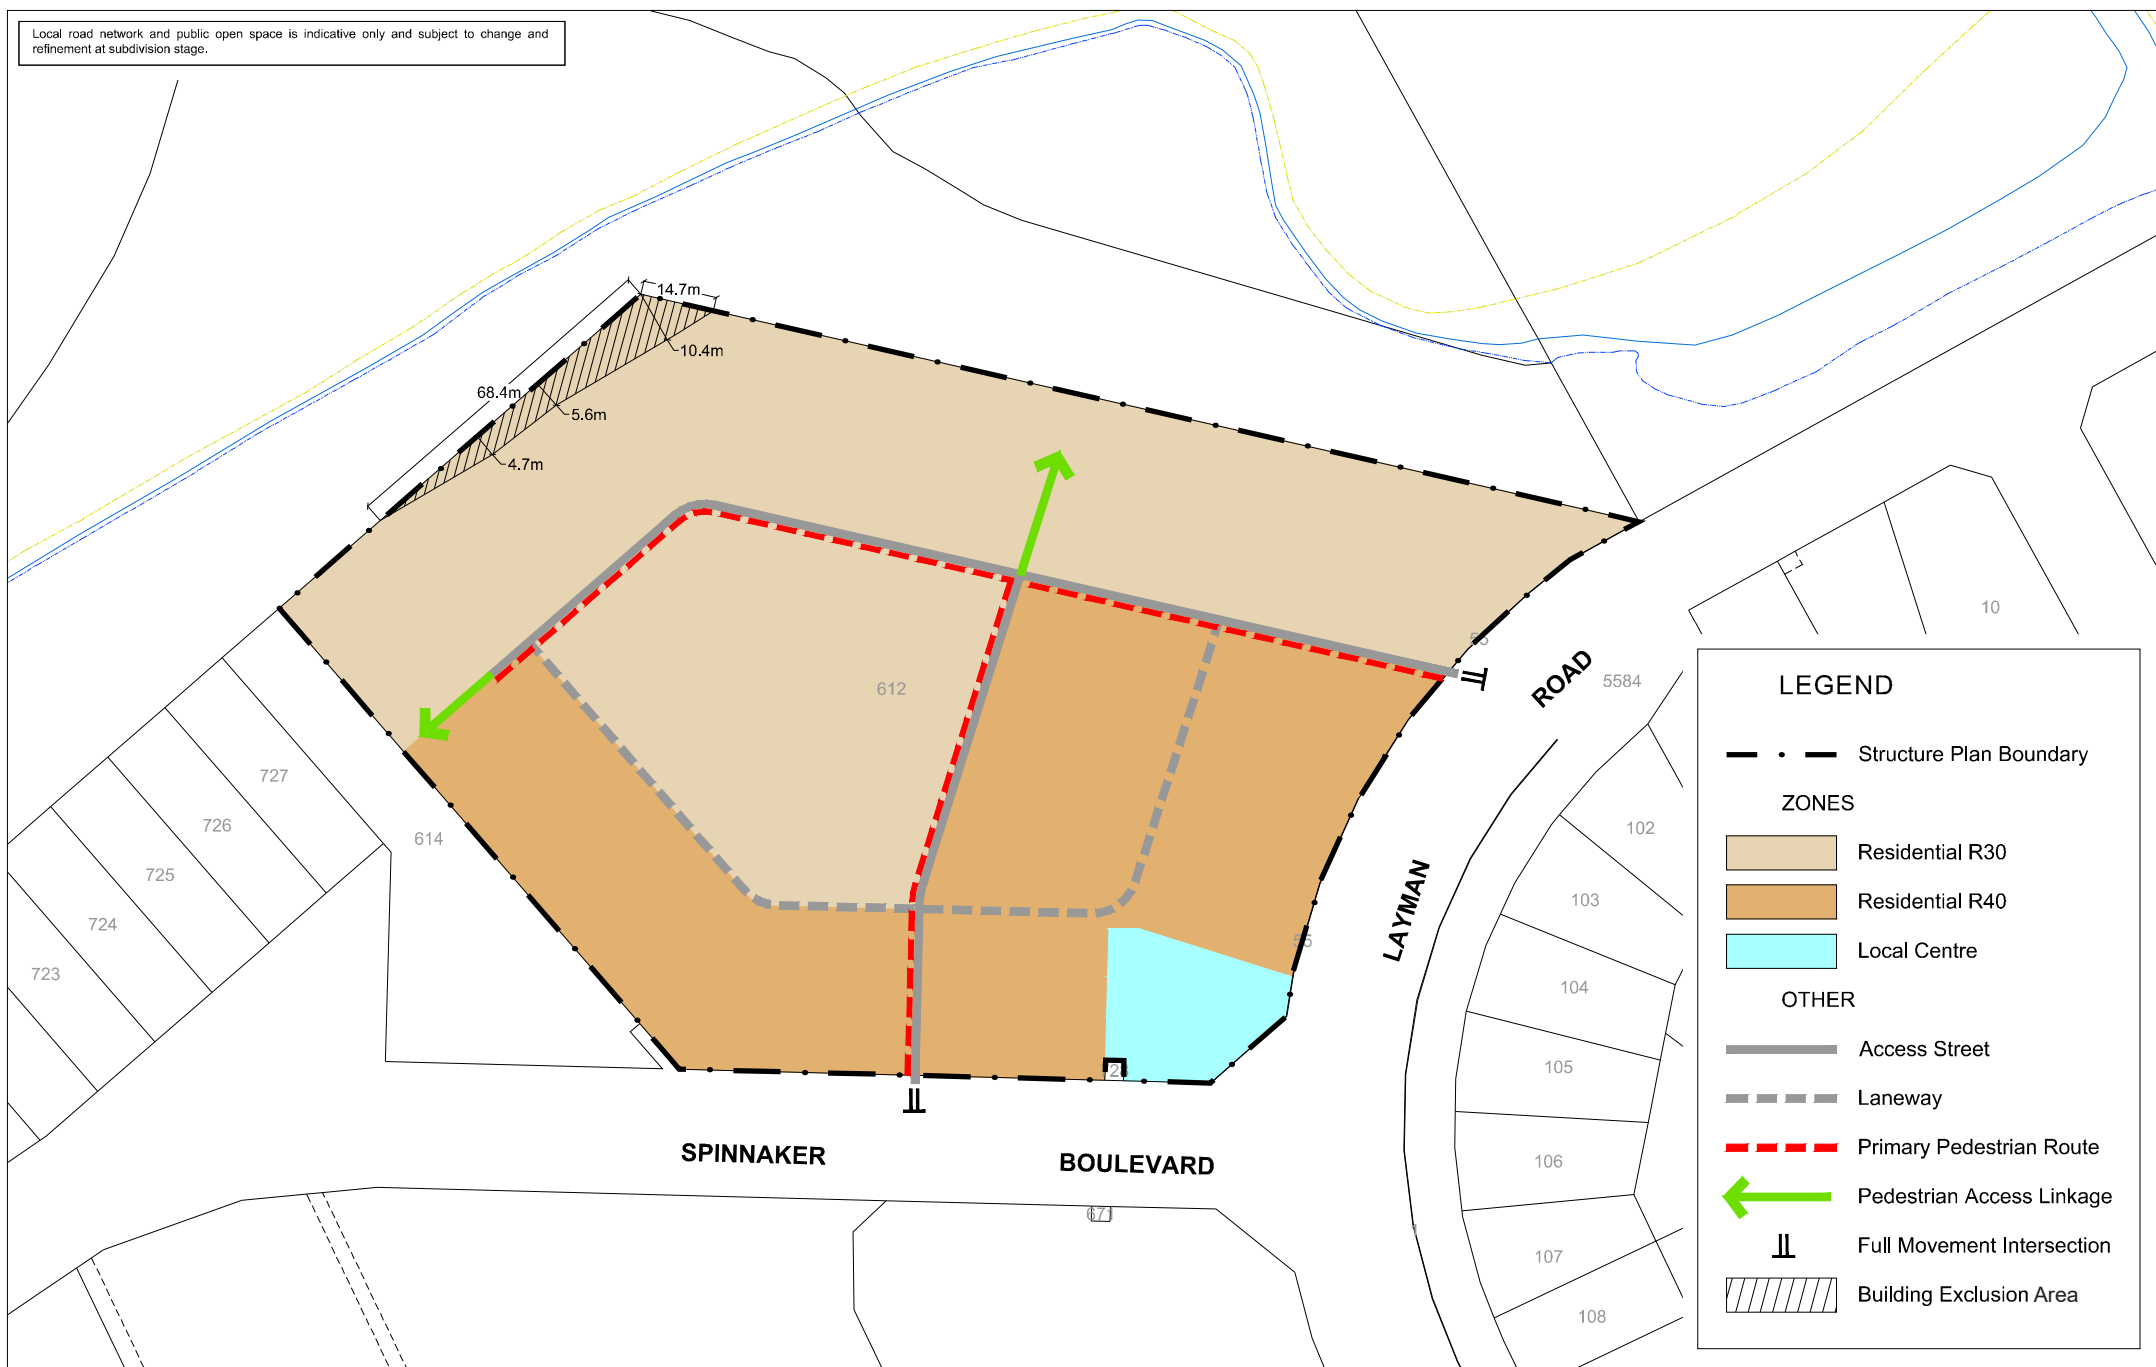 Local road network and public open space is indicative only and subject to change and
refinement at subdivision stage.
14.7m
10.4m
68.4m
5.6m
4.7m
612
55
ROAD
5584
10
727
726
725
724
723
614
LAYMAN
55
102
103
104
105
106
107
108
1
SPINNAKER BOULEVARD
671
LEGEND
Structure Plan Boundary
ZONES
Residential R30
Residential R40
Local Centre
OTHER
Access Street
Laneway
Primary Pedestrian Route
Pedestrian Access Linkage
Full Movement Intersection
Building Exclusion Area